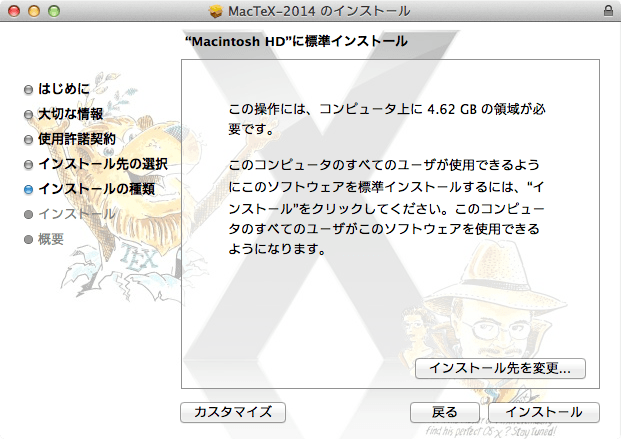 MacTeX-2014 のインストール
"Macintosh HD"に標準インストール
はじめに
大切な情報
使用許諾契約
インストール先の選択
インストールの種類
インストール
概要
この操作には、コンピュータ上に 4.62 GB の領域が必
要です。
このコンピュータのすべてのユーザが使用できるよう
にこのソフトウェアを標準インストールするには、"イ
ンストール"をクリックしてください。このコンピュー
タのすべてのユーザがこのソフトウェアを使用できる
ようになります。
TEX
インストール先を変更...
カスタマイズ
戻る
インストール
find his perfect OS-X? Stay tuned!